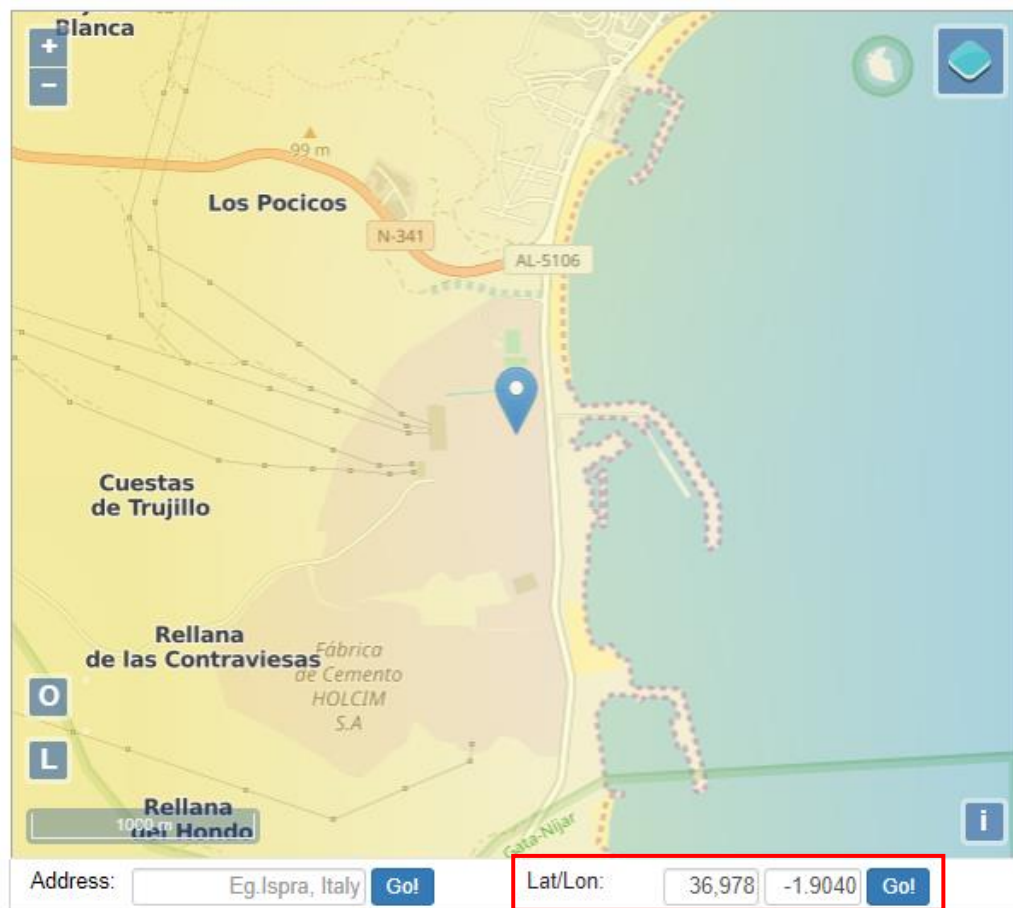 Blanca
+
−
99 m
Los Pocicos
N-341
AL-5106
Cuestas
de Trujillo
Rellana
de las Contraviesas
Fábrica
de Cemento
HOLCIM
S.A
O
L
Rellana
del Hondo
1000 m
Gata-Níjar
i
Address:
Eg.Ispra, Italy
Go!
Lat/Lon:
36,978
-1.9040
Go!